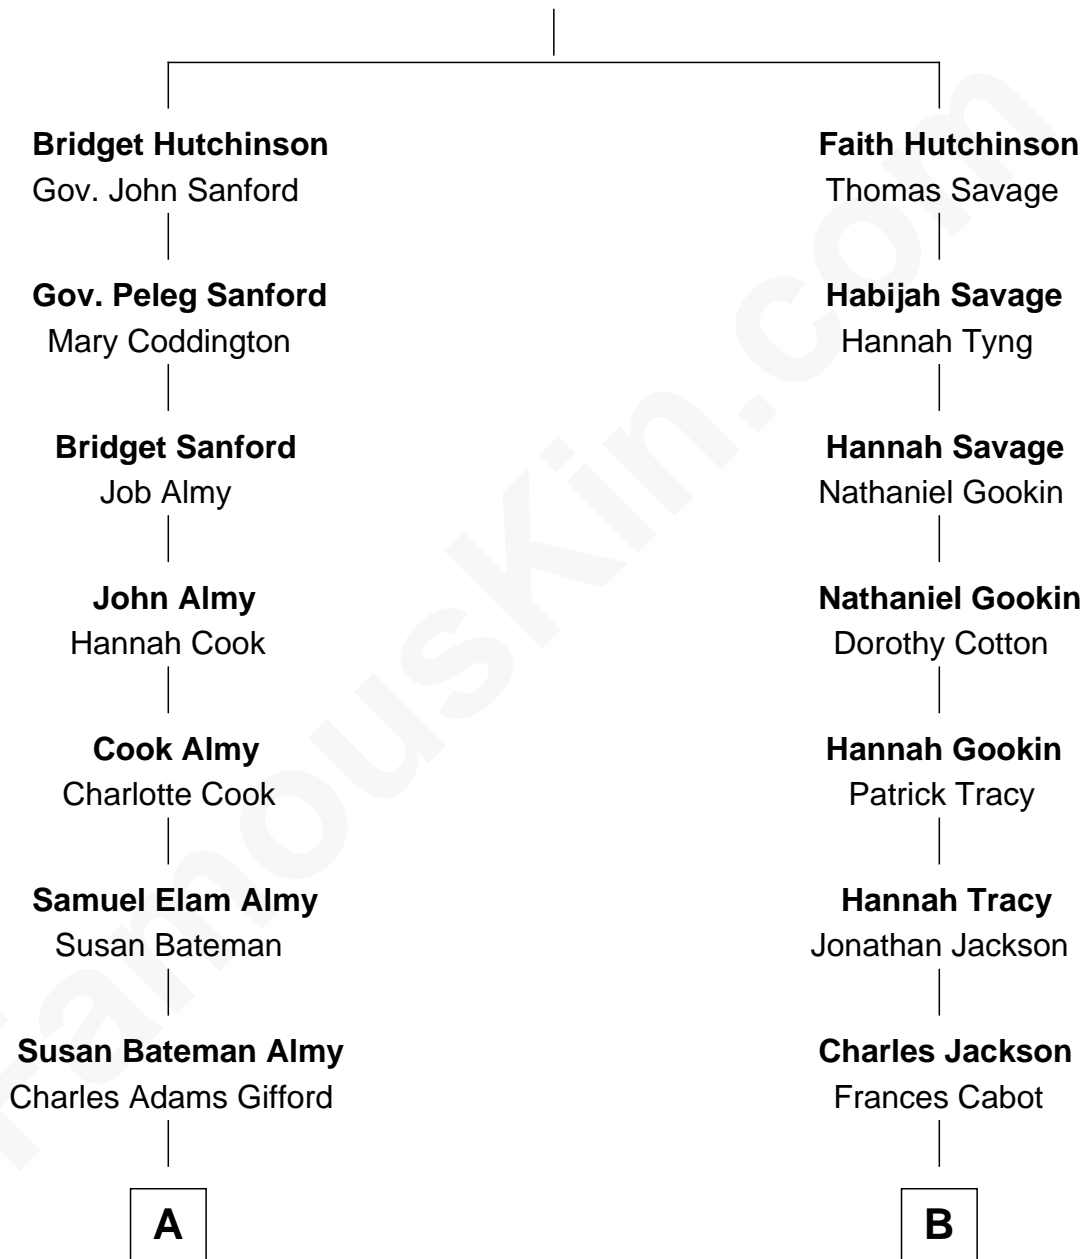 Bridget Hutchinson
Gov. John Sanford
Faith Hutchinson
Thomas Savage
Gov. Peleg Sanford
Mary Coddington
Habijah Savage
Hannah Tyng
Bridget Sanford
Job Almy
Hannah Savage
Nathaniel Gookin
John Almy
Hannah Cook
Nathaniel Gookin
Dorothy Cotton
Cook Almy
Charlotte Cook
Hannah Gookin
Patrick Tracy
Samuel Elam Almy
Susan Bateman
Hannah Tracy
Jonathan Jackson
Susan Bateman Almy
Charles Adams Gifford
Charles Jackson
Frances Cabot
A
B
FamousKin.com